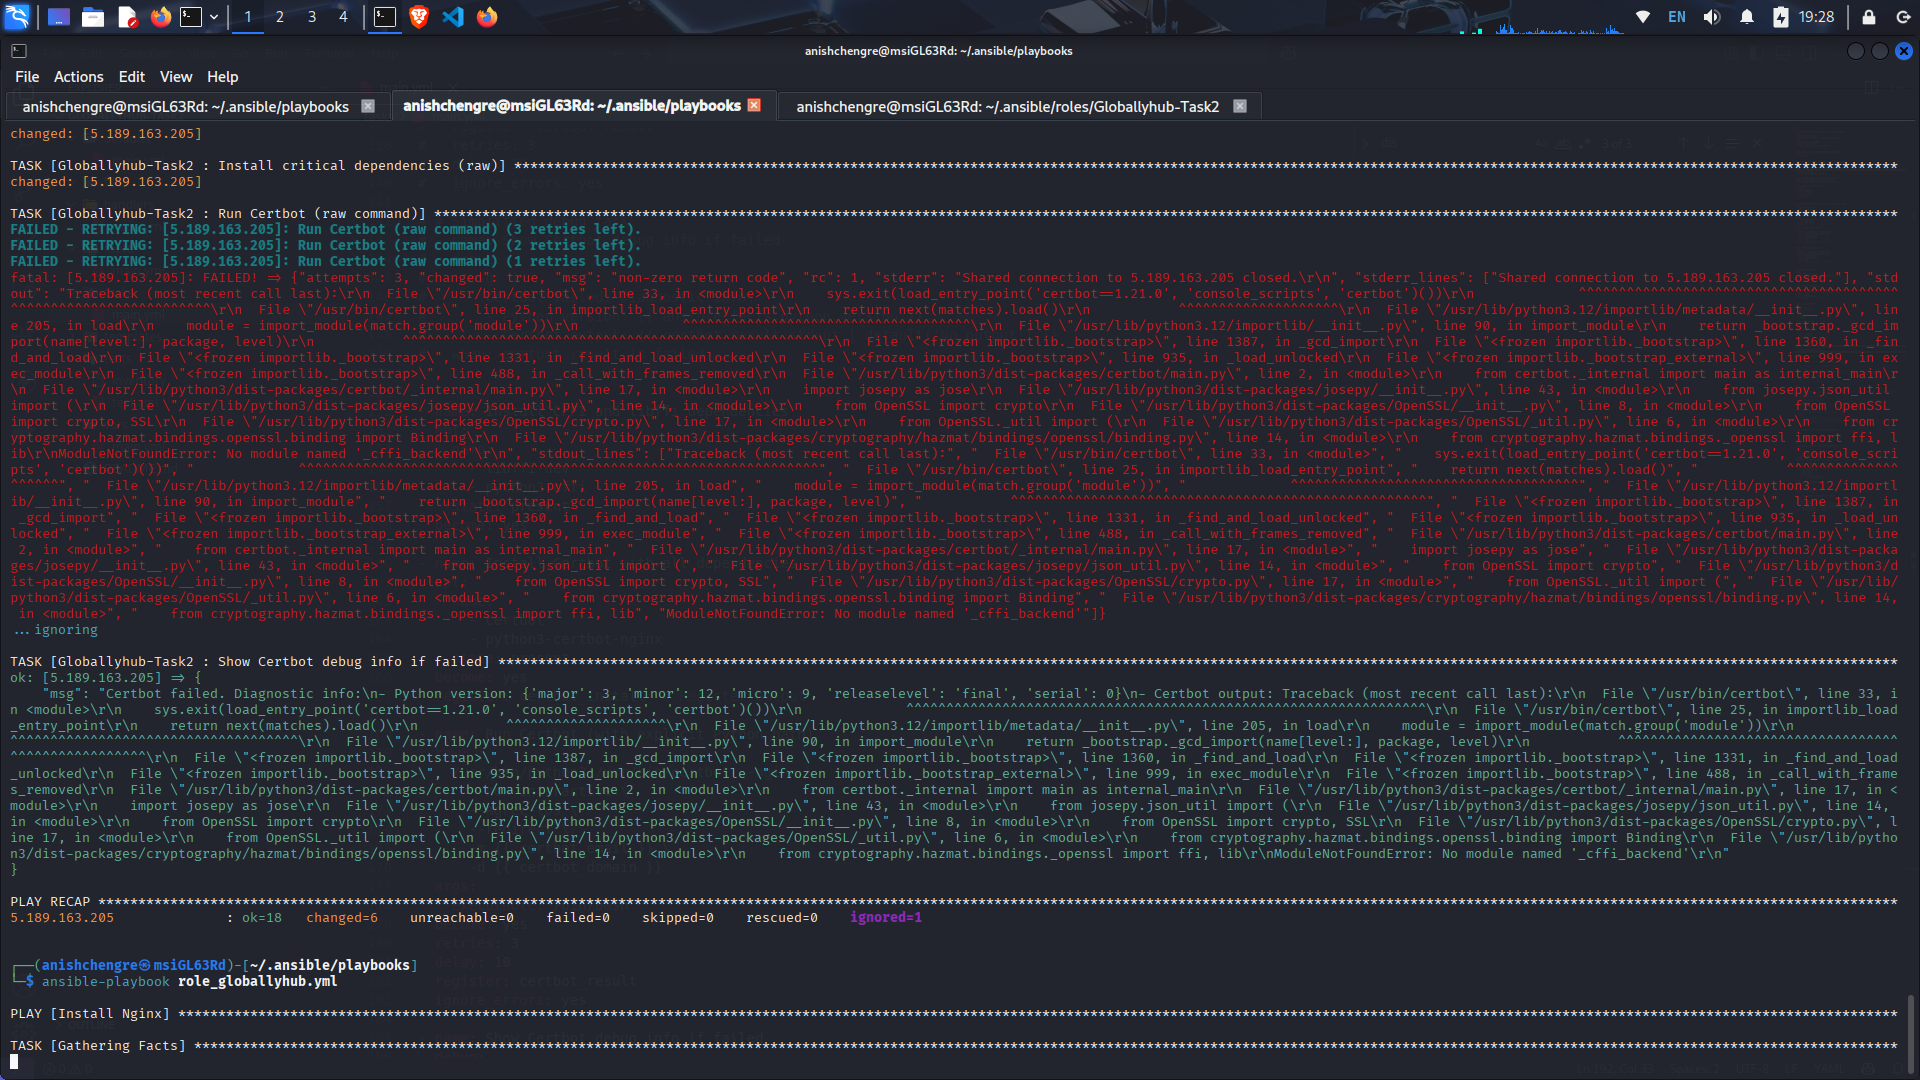 1 2 3 4 EN 19:28
anishchengre@msiGL63Rd: ~/.ansible/playbooks
File Actions Edit View Help
anishchengre@msiGL63Rd: ~/.ansible/playbooks anishchengre@msiGL63Rd: ~/.ansible/playbooks anishchengre@msiGL63Rd: ~/.ansible/roles/Globallyhub-Task2
changed: [5.189.163.205]
TASK [Globallyhub-Task2 : Install critical dependencies (raw)] ****
changed: [5.189.163.205]
TASK [Globallyhub-Task2 : Run Certbot (raw command)] ****
FAILED - RETRYING: [5.189.163.205]: Run Certbot (raw command) (3 retries left).
FAILED - RETRYING: [5.189.163.205]: Run Certbot (raw command) (2 retries left).
FAILED - RETRYING: [5.189.163.205]: Run Certbot (raw command) (1 retries left).
fatal: [5.189.163.205]: FAILED! => {"attempts": 3, "changed": true, "msg": "non-zero return code", "rc": 1, "stderr": "Shared connection to 5.189.163.205 closed.\r\n", "stderr_lines": ["Shared connection to 5.189.163.205 closed."], "std
out": "Traceback (most recent call last):\r\n  File \"/usr/bin/certbot\", line 33, in <module>\r\n    sys.exit(load_entry_point('certbot==1.21.0', 'console_scripts', 'certbot')())\r\n             ^^^^
^^^^\r\n  File \"/usr/bin/certbot\", line 25, in importlib_load_entry_point\r\n    return next(matches).load()\r\n           ^^^^\r\n  File \"/usr/lib/python3.12/importlib/metadata/__init__.py\", lin
e 205, in load\r\n    module = import_module(match.group('module'))\r\n             ^^^^\r\n  File \"/usr/lib/python3.12/importlib/__init__.py\", line 90, in import_module\r\n    return _bootstrap._gcd_im
port(name[level:], package, level)\r\n           ^^^^\r\n  File \"<frozen importlib._bootstrap>\", line 1387, in _gcd_import\r\n  File \"<frozen importlib._bootstrap>\", line 1360, in _fin
d_and_load\r\n  File \"<frozen importlib._bootstrap>\", line 1331, in _find_and_load_unlocked\r\n  File \"<frozen importlib._bootstrap>\", line 935, in _load_unlocked\r\n  File \"<frozen importlib._bootstrap_external>\", line 999, in ex
ec_module\r\n  File \"<frozen importlib._bootstrap>\", line 488, in _call_with_frames_removed\r\n  File \"/usr/lib/python3/dist-packages/certbot/main.py\", line 2, in <module>\r\n    from certbot._internal import main as internal_main\r
\n  File \"/usr/lib/python3/dist-packages/certbot/_internal/main.py\", line 17, in <module>\r\n    import josepy as jose\r\n  File \"/usr/lib/python3/dist-packages/josepy/__init__.py\", line 43, in <module>\r\n    from josepy.json_util
import (\r\n  File \"/usr/lib/python3/dist-packages/josepy/json_util.py\", line 14, in <module>\r\n    from OpenSSL import crypto\r\n  File \"/usr/lib/python3/dist-packages/OpenSSL/__init__.py\", line 8, in <module>\r\n    from OpenSSL
import crypto, SSL\r\n  File \"/usr/lib/python3/dist-packages/OpenSSL/crypto.py\", line 17, in <module>\r\n    from OpenSSL._util import (\r\n  File \"/usr/lib/python3/dist-packages/OpenSSL/_util.py\", line 6, in <module>\r\n    from cr
yptography.hazmat.bindings.openssl.binding import Binding\r\n  File \"/usr/lib/python3/dist-packages/cryptography/hazmat/bindings/openssl/binding.py\", line 14, in <module>\r\n    from cryptography.hazmat.bindings._openssl import ffi, l
ib\r\nModuleNotFoundError: No module named '_cffi_backend'\r\n", "stdout_lines": ["Traceback (most recent call last):", "  File \"/usr/bin/certbot\", line 33, in <module>", "    sys.exit(load_entry_point('certbot==1.21.0', 'console_scri
pts', 'certbot')())", "             ^^^^", "  File \"/usr/bin/certbot\", line 25, in importlib_load_entry_point", "    return next(matches).load()", "           ^^^^
^^^^", "  File \"/usr/lib/python3.12/importlib/metadata/__init__.py\", line 205, in load", "    module = import_module(match.group('module'))", "             ^^^^", "  File \"/usr/lib/python3.12/importl
ib/__init__.py\", line 90, in import_module", "    return _bootstrap._gcd_import(name[level:], package, level)", "           ^^^^", "  File \"<frozen importlib._bootstrap>\", line 1387, in
_gcd_import", "  File \"<frozen importlib._bootstrap>\", line 1360, in _find_and_load", "  File \"<frozen importlib._bootstrap>\", line 1331, in _find_and_load_unlocked", "  File \"<frozen importlib._bootstrap>\", line 935, in _load_un
locked", "  File \"<frozen importlib._bootstrap_external>\", line 999, in exec_module", "  File \"<frozen importlib._bootstrap>\", line 488, in _call_with_frames_removed", "  File \"/usr/lib/python3/dist-packages/certbot/main.py\", line
2, in <module>", "    from certbot._internal import main as internal_main", "  File \"/usr/lib/python3/dist-packages/certbot/_internal/main.py\", line 17, in <module>", "    import josepy as jose", "  File \"/usr/lib/python3/dist-packa
ges/josepy/__init__.py\", line 43, in <module>", "    from josepy.json_util import (", "  File \"/usr/lib/python3/dist-packages/josepy/json_util.py\", line 14, in <module>", "    from OpenSSL import crypto", "  File \"/usr/lib/python3/d
ist-packages/OpenSSL/__init__.py\", line 8, in <module>", "    from OpenSSL import crypto, SSL", "  File \"/usr/lib/python3/dist-packages/OpenSSL/crypto.py\", line 17, in <module>", "    from OpenSSL._util import (", "  File \"/usr/lib/
python3/dist-packages/OpenSSL/_util.py\", line 6, in <module>", "    from cryptography.hazmat.bindings.openssl.binding import Binding", "  File \"/usr/lib/python3/dist-packages/cryptography/hazmat/bindings/openssl/binding.py\", line 14,
in <module>", "    from cryptography.hazmat.bindings._openssl import ffi, lib", "ModuleNotFoundError: No module named '_cffi_backend'"]}
...ignoring
TASK [Globallyhub-Task2 : Show Certbot debug info if failed] ****
ok: [5.189.163.205] => {
    "msg": "Certbot failed. Diagnostic info:\n- Python version: {'major': 3, 'minor': 12, 'micro': 9, 'releaselevel': 'final', 'serial': 0}\n- Certbot output: Traceback (most recent call last):\r\n  File \"/usr/bin/certbot\", line 33, i
n <module>\r\n    sys.exit(load_entry_point('certbot==1.21.0', 'console_scripts', 'certbot')())\r\n             ^^^^\r\n  File \"/usr/bin/certbot\", line 25, in importlib_load
_entry_point\r\n    return next(matches).load()\r\n           ^^^^\r\n  File \"/usr/lib/python3.12/importlib/metadata/__init__.py\", line 205, in load\r\n    module = import_module(match.group('module'))\r\n
^^^^\r\n  File \"/usr/lib/python3.12/importlib/__init__.py\", line 90, in import_module\r\n    return _bootstrap._gcd_import(name[level:], package, level)\r\n           ^^^^
^^^^\r\n  File \"<frozen importlib._bootstrap>\", line 1387, in _gcd_import\r\n  File \"<frozen importlib._bootstrap>\", line 1360, in _find_and_load\r\n  File \"<frozen importlib._bootstrap>\", line 1331, in _find_and_load
_unlocked\r\n  File \"<frozen importlib._bootstrap>\", line 935, in _load_unlocked\r\n  File \"<frozen importlib._bootstrap_external>\", line 999, in exec_module\r\n  File \"<frozen importlib._bootstrap>\", line 488, in _call_with_frame
s_removed\r\n  File \"/usr/lib/python3/dist-packages/certbot/main.py\", line 2, in <module>\r\n    from certbot._internal import main as internal_main\r\n  File \"/usr/lib/python3/dist-packages/certbot/_internal/main.py\", line 17, in <
module>\r\n    import josepy as jose\r\n  File \"/usr/lib/python3/dist-packages/josepy/__init__.py\", line 43, in <module>\r\n    from josepy.json_util import (\r\n  File \"/usr/lib/python3/dist-packages/josepy/json_util.py\", line 14,
in <module>\r\n    from OpenSSL import crypto\r\n  File \"/usr/lib/python3/dist-packages/OpenSSL/__init__.py\", line 8, in <module>\r\n    from OpenSSL import crypto, SSL\r\n  File \"/usr/lib/python3/dist-packages/OpenSSL/crypto.py\", l
ine 17, in <module>\r\n    from OpenSSL._util import (\r\n  File \"/usr/lib/python3/dist-packages/OpenSSL/_util.py\", line 6, in <module>\r\n    from cryptography.hazmat.bindings.openssl.binding import Binding\r\n  File \"/usr/lib/pytho
n3/dist-packages/cryptography/hazmat/bindings/openssl/binding.py\", line 14, in <module>\r\n    from cryptography.hazmat.bindings._openssl import ffi, lib\r\nModuleNotFoundError: No module named '_cffi_backend'\r\n"
}
PLAY RECAP ****
5.189.163.205              : ok=18   changed=6    unreachable=0    failed=0    skipped=0    rescued=0    ignored=1
┌──(anishchengre㉿msiGL63Rd)-[~/.ansible/playbooks]
└─$ ansible-playbook role_globallyhub.yml
PLAY [Install Nginx] ****
TASK [Gathering Facts] ****